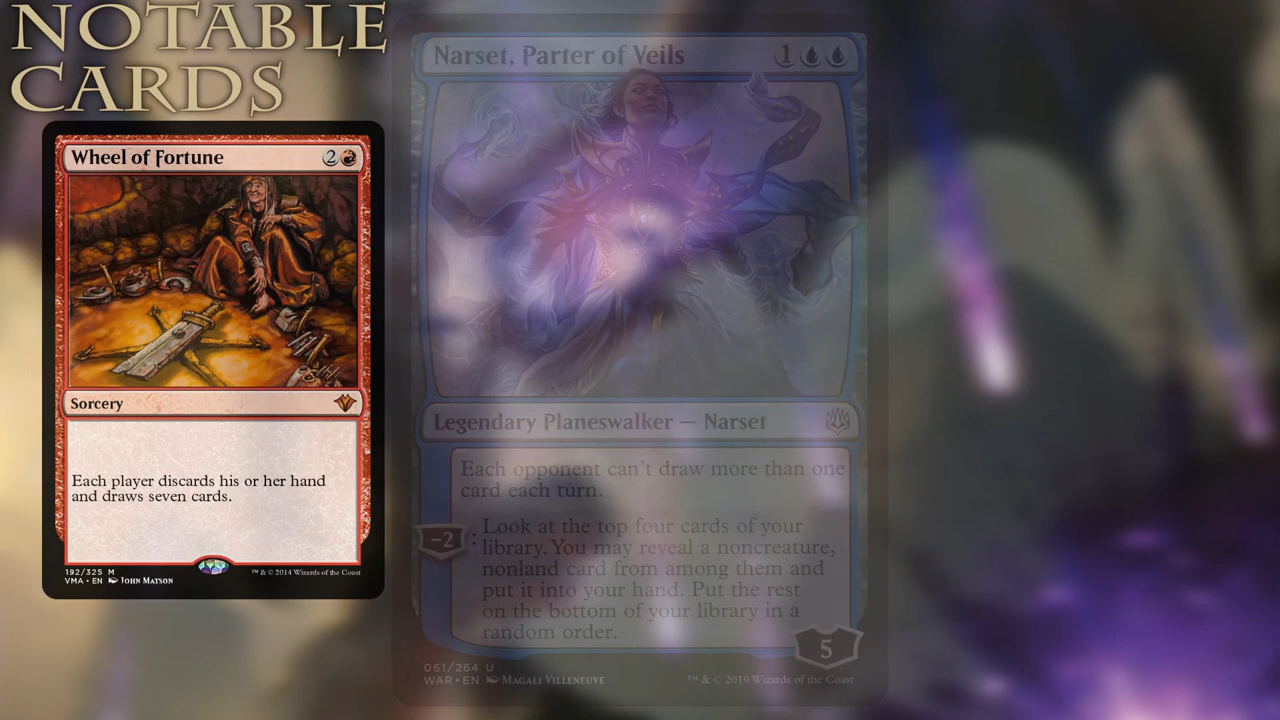 NOTABLE
CARDS
Wheel of Fortune 2
Sorcery
Each player discards his or her hand
and draws seven cards.
192/325 M
VMA • EN John Matson
™ & © 2014 Wizards of the Coast
Narset, Parter of Veils 1
Legendary Planeswalker — Narset
Each opponent can't draw more than one
card each turn.
−2 : Look at the top four cards of your
library. You may reveal a noncreature,
nonland card from among them and
put it into your hand. Put the rest
on the bottom of your library in a
random order.
5
061/264 U
WAR • EN Magali Villeneuve
™ & © 2019 Wizards of the Coast